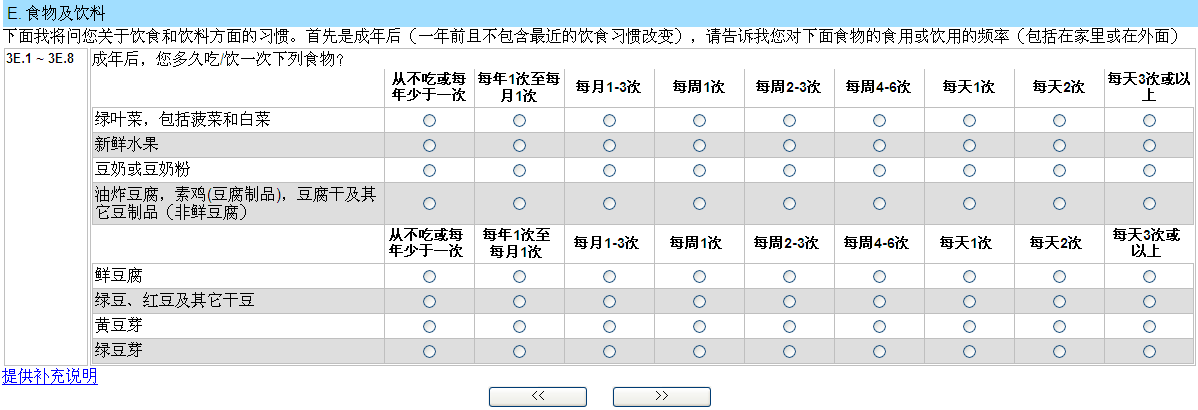 E. 食物及饮料
下面我将问您关于饮食和饮料方面的习惯。首先是成年后（一年前且不包含最近的饮食习惯改变），请告诉我您对下面食物的食用或饮用的频率（包括在家里或在外面）
3E.1 ~ 3E.8
成年后，您多久吃/饮一次下列食物?
从不吃或每年少于一次 每年1次至每月1次 每月1-3次 每周1次 每周2-3次 每周4-6次 每天1次 每天2次 每天3次或以上
绿叶菜，包括菠菜和白菜
新鲜水果
豆奶或豆奶粉
油炸豆腐，素鸡(豆腐制品)，豆腐干及其
它豆制品（非鲜豆腐）
从不吃或每年少于一次 每年1次至每月1次 每月1-3次 每周1次 每周2-3次 每周4-6次 每天1次 每天2次 每天3次或以上
鲜豆腐
绿豆、红豆及其它干豆
黄豆芽
绿豆芽
提供补充说明
<< >>